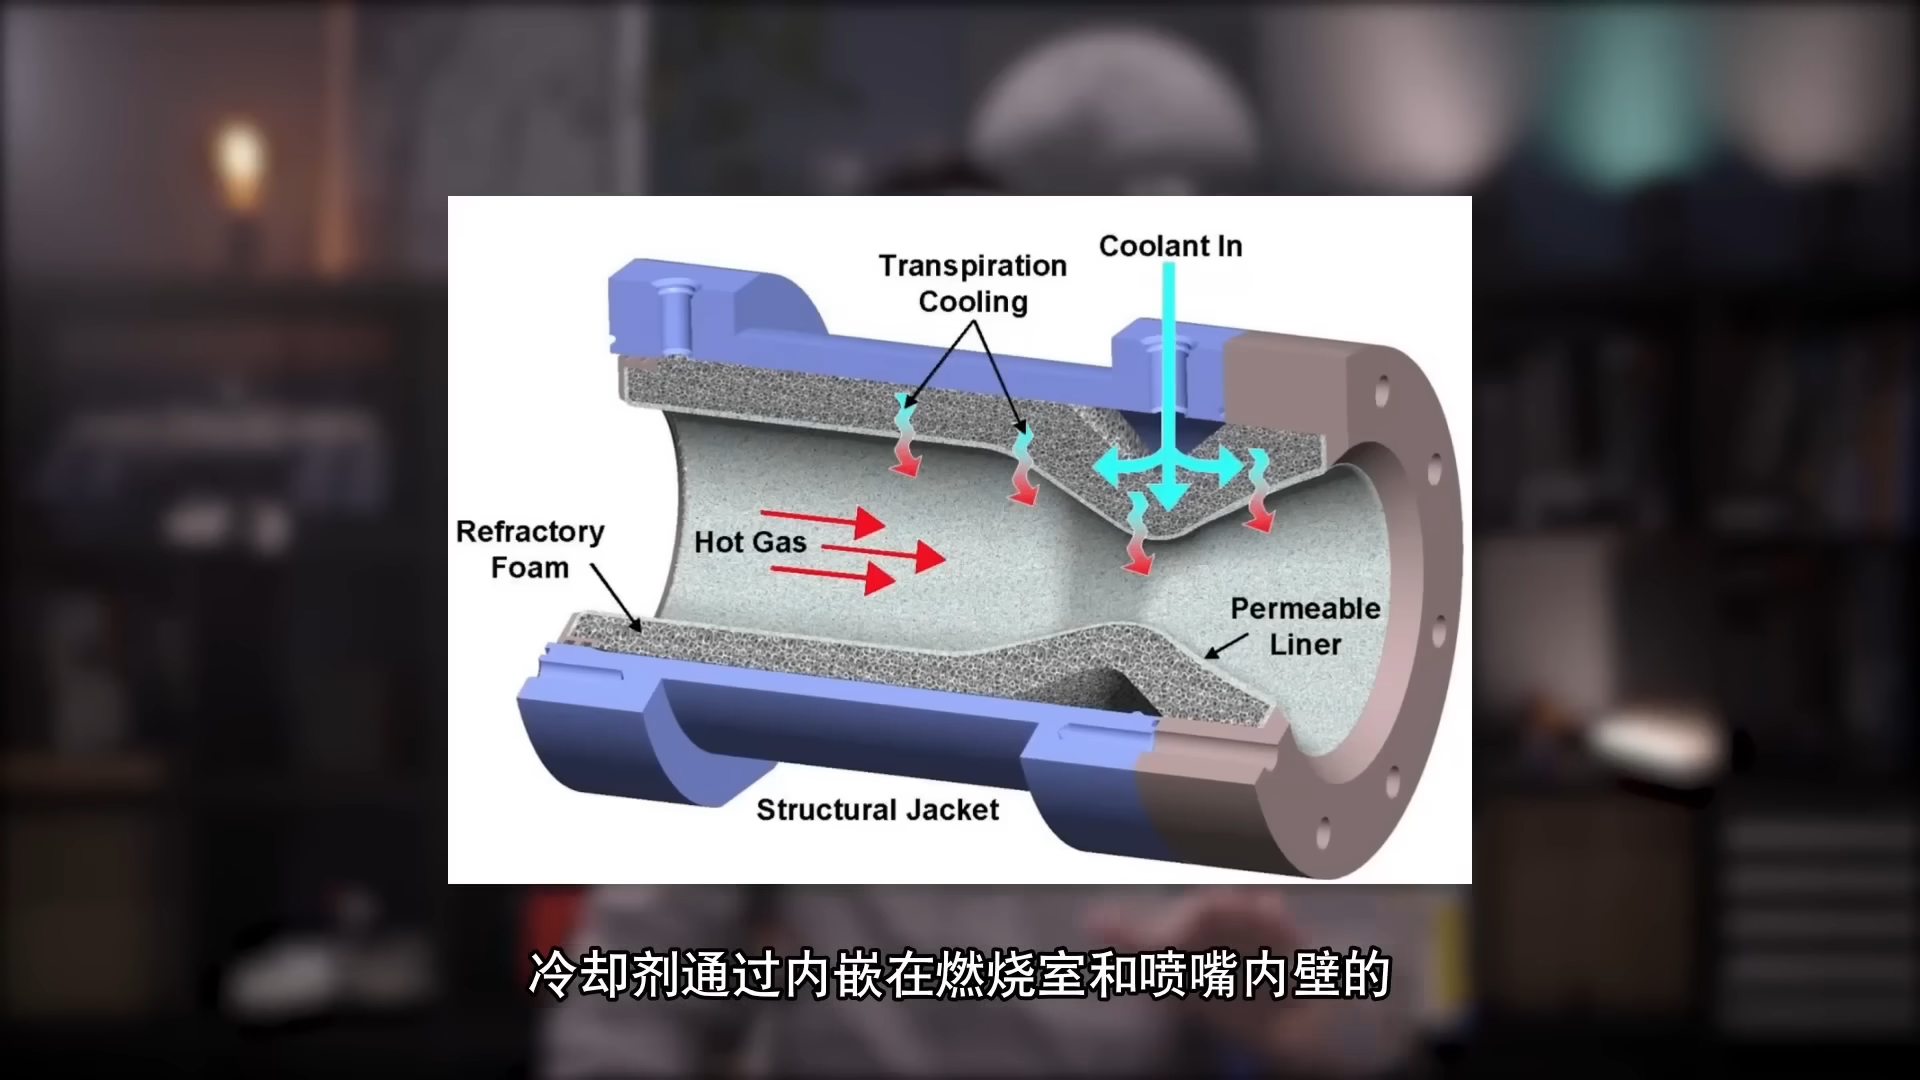 Coolant In
Transpiration
Cooling
Refractory
Foam
Hot Gas
Permeable
Liner
Structural Jacket
冷却剂通过内嵌在燃烧室和喷嘴内壁的